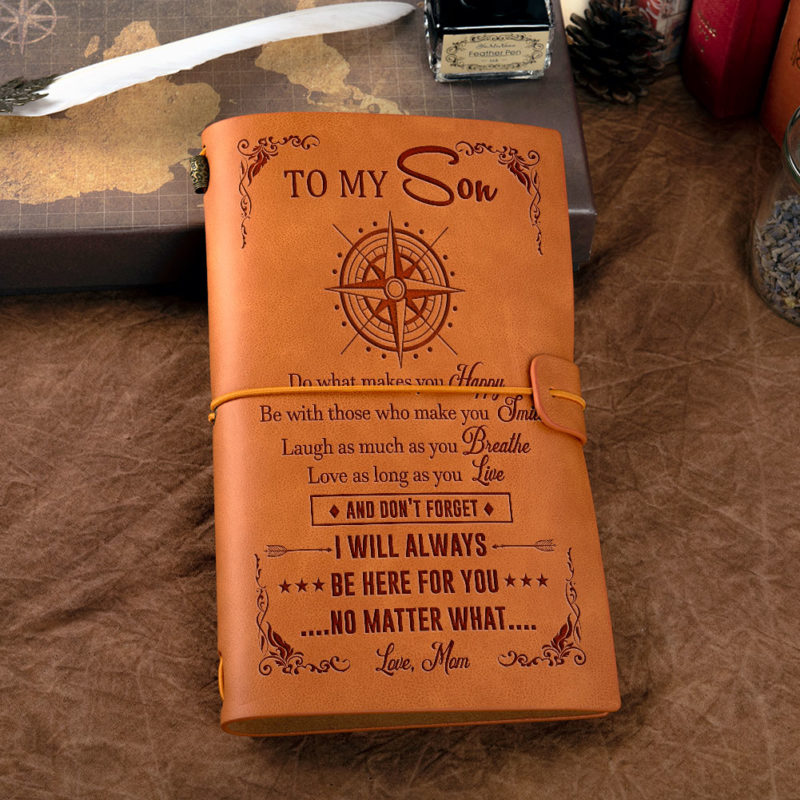 Feather Pen
TO MY Son
Do what makes you Happy
Be with those who make you
Laugh as much as you Breathe
Love as long as you Live
AND DON'T FORGET
I WILL ALWAYS
BE HERE FOR YOU
....NO MATTER WHAT....
Love, Mom